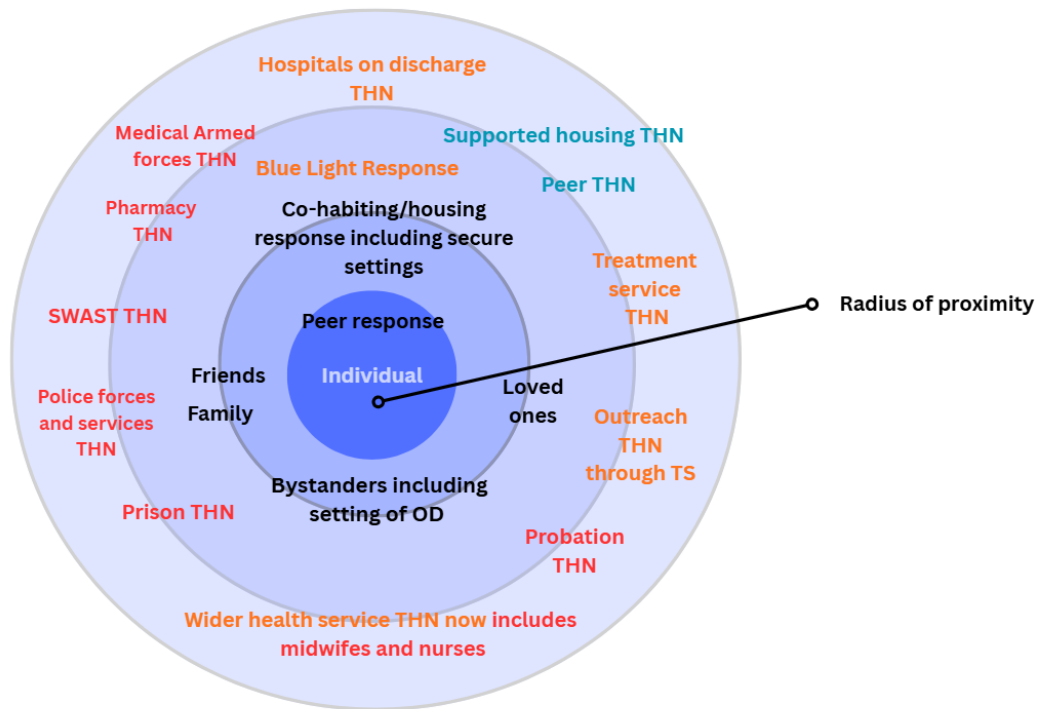 Hospitals on discharge
THN
Medical Armed
forces THN
Supported housing THN
Blue Light Response
Peer THN
Pharmacy
THN
Co-habiting/housing
response including secure
settings
Treatment
service
THN
Radius of proximity
SWAST THN
Peer response
Friends
Individual
Loved
ones
Family
Police forces
and services
THN
Outreach
THN
through TS
Bystanders including
setting of OD
Prison THN
Probation
THN
Wider health service THN now includes
midwifes and nurses